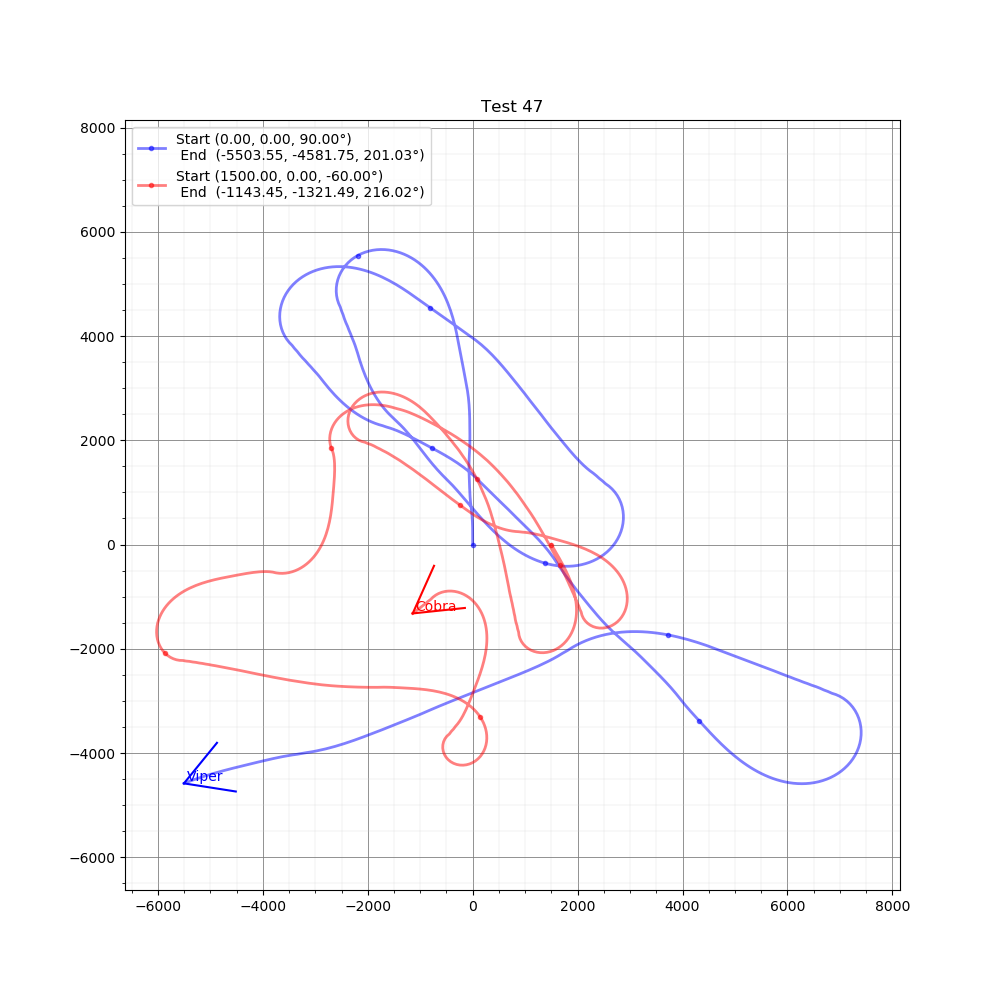 Test 47
Start (0.00, 0.00, 90.00°)
End (-5503.55, -4581.75, 201.03°)
Start (1500.00, 0.00, -60.00°)
End (-1143.45, -1321.49, 216.02°)
8000
6000
4000
2000
0
−2000
−4000
−6000
Cobra
Viper
−6000 −4000 −2000 0 2000 4000 6000 8000